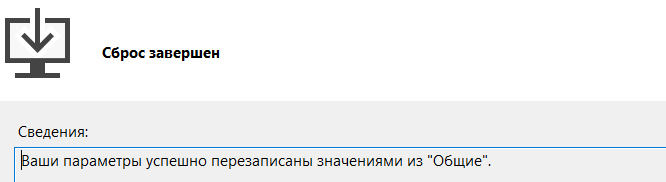 Сброс завершен
Сведения:
Ваши параметры успешно перезаписаны значениями из "Общие".